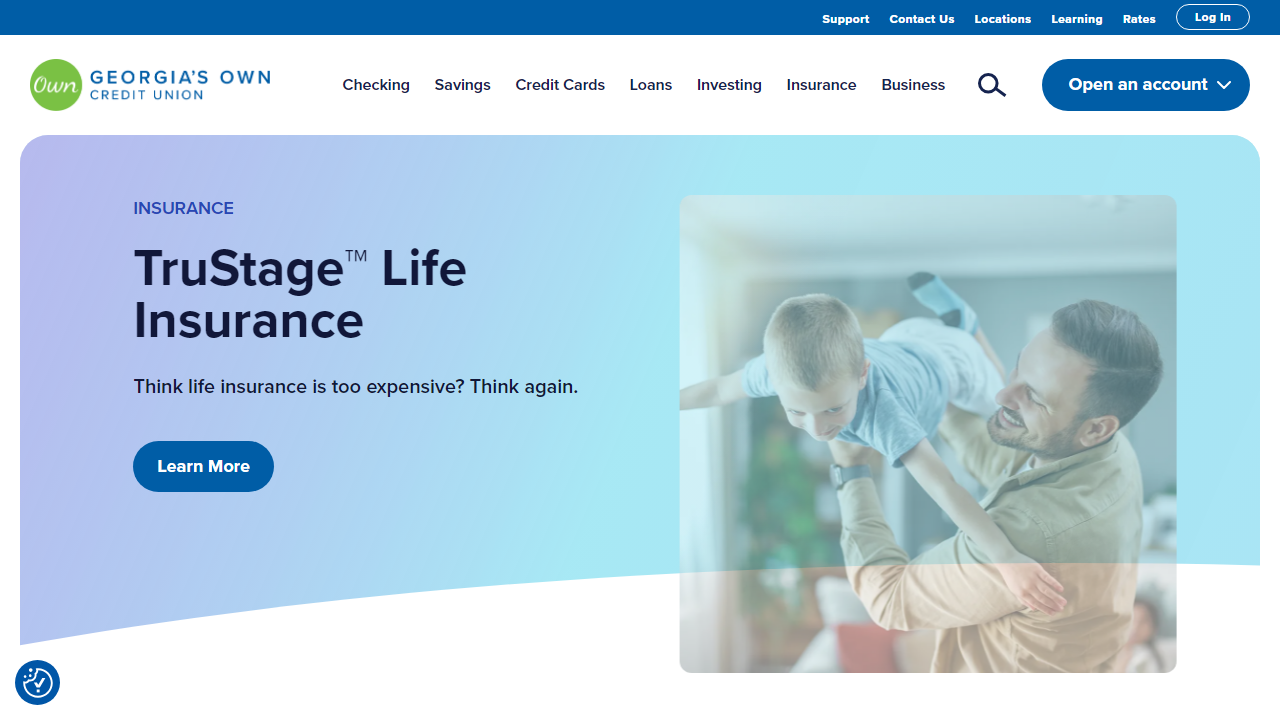 Support Contact Us Locations Learning Rates Log In
Own GEORGIA'S OWN
CREDIT UNION
Checking Savings Credit Cards Loans Investing Insurance Business Open an account
INSURANCE
TruStage™ Life
Insurance
Think life insurance is too expensive? Think again.
Learn More